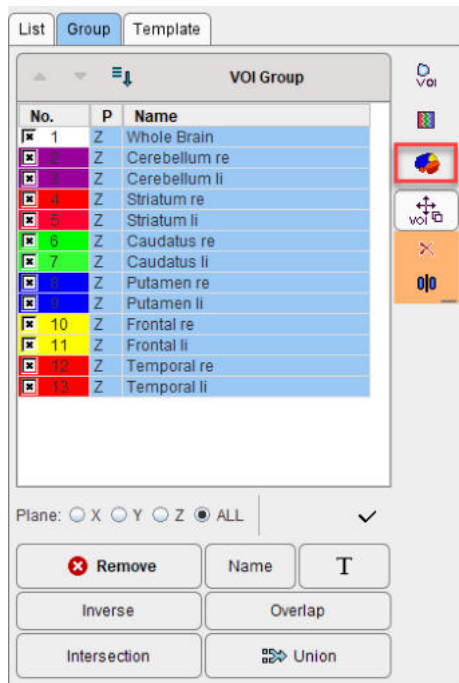 List Group Template
VOI Group
VOI
No. P Name
1 Z Whole Brain
2 Z Cerebellum re
3 Z Cerebellum li
4 Z Striatum re
5 Z Striatum li
6 Z Caudatus re
7 Z Caudatus li
8 Z Putamen re
9 Z Putamen li
10 Z Frontal re
11 Z Frontal li
12 Z Temporal re
13 Z Temporal li
VOI
0|0
Plane: X Y Z ALL
Remove Name T
Inverse Overlap
Intersection Union